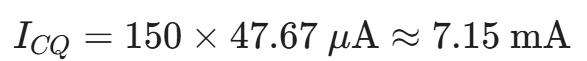 I_{CQ} = 150 × 47.67 μA ≈ 7.15 mA